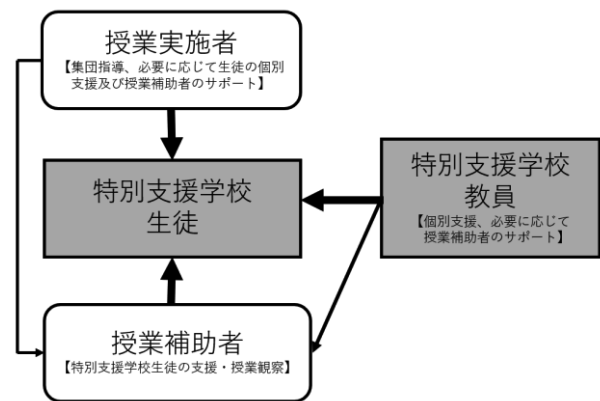 授業実施者
【集団指導、必要に応じて生徒の個別
支援及び授業補助者のサポート】
特別支援学校
生徒
特別支援学校
教員
【個別支援、必要に応じて
授業補助者のサポート】
授業補助者
【特別支援学校生徒の支援・授業観察】